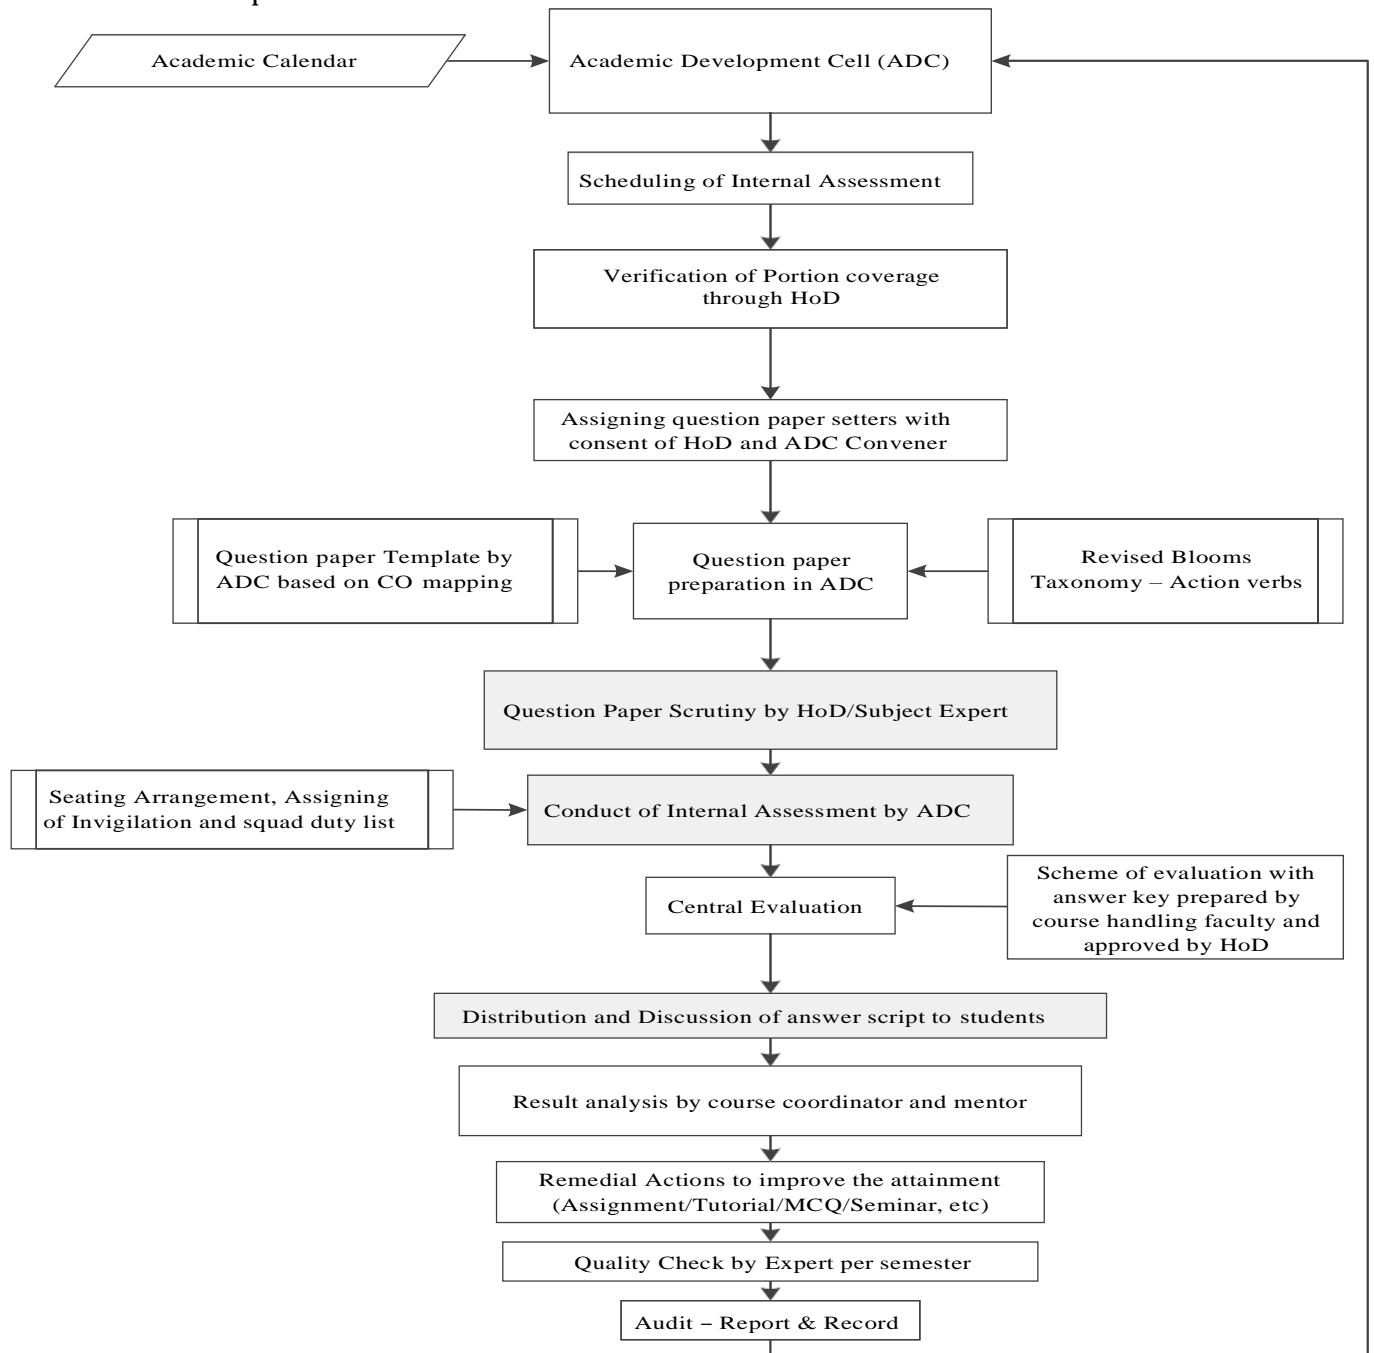 Academic Calendar
Academic Development Cell (ADC)
Scheduling of Internal Assessment
Verification of Portion coverage
through HoD
Assigning question paper setters with
consent of HoD and ADC Convener
Question paper Template by
ADC based on CO mapping
Question paper
preparation in ADC
Revised Blooms
Taxonomy – Action verbs
Question Paper Scrutiny by HoD/Subject Expert
Seating Arrangement, Assigning
of Invigilation and squad duty list
Conduct of Internal Assessment by ADC
Central Evaluation
Scheme of evaluation with
answer key prepared by
course handling faculty and
approved by HoD
Distribution and Discussion of answer script to students
Result analysis by course coordinator and mentor
Remedial Actions to improve the attainment
(Assignment/Tutorial/MCQ/Seminar, etc)
Quality Check by Expert per semester
Audit – Report & Record